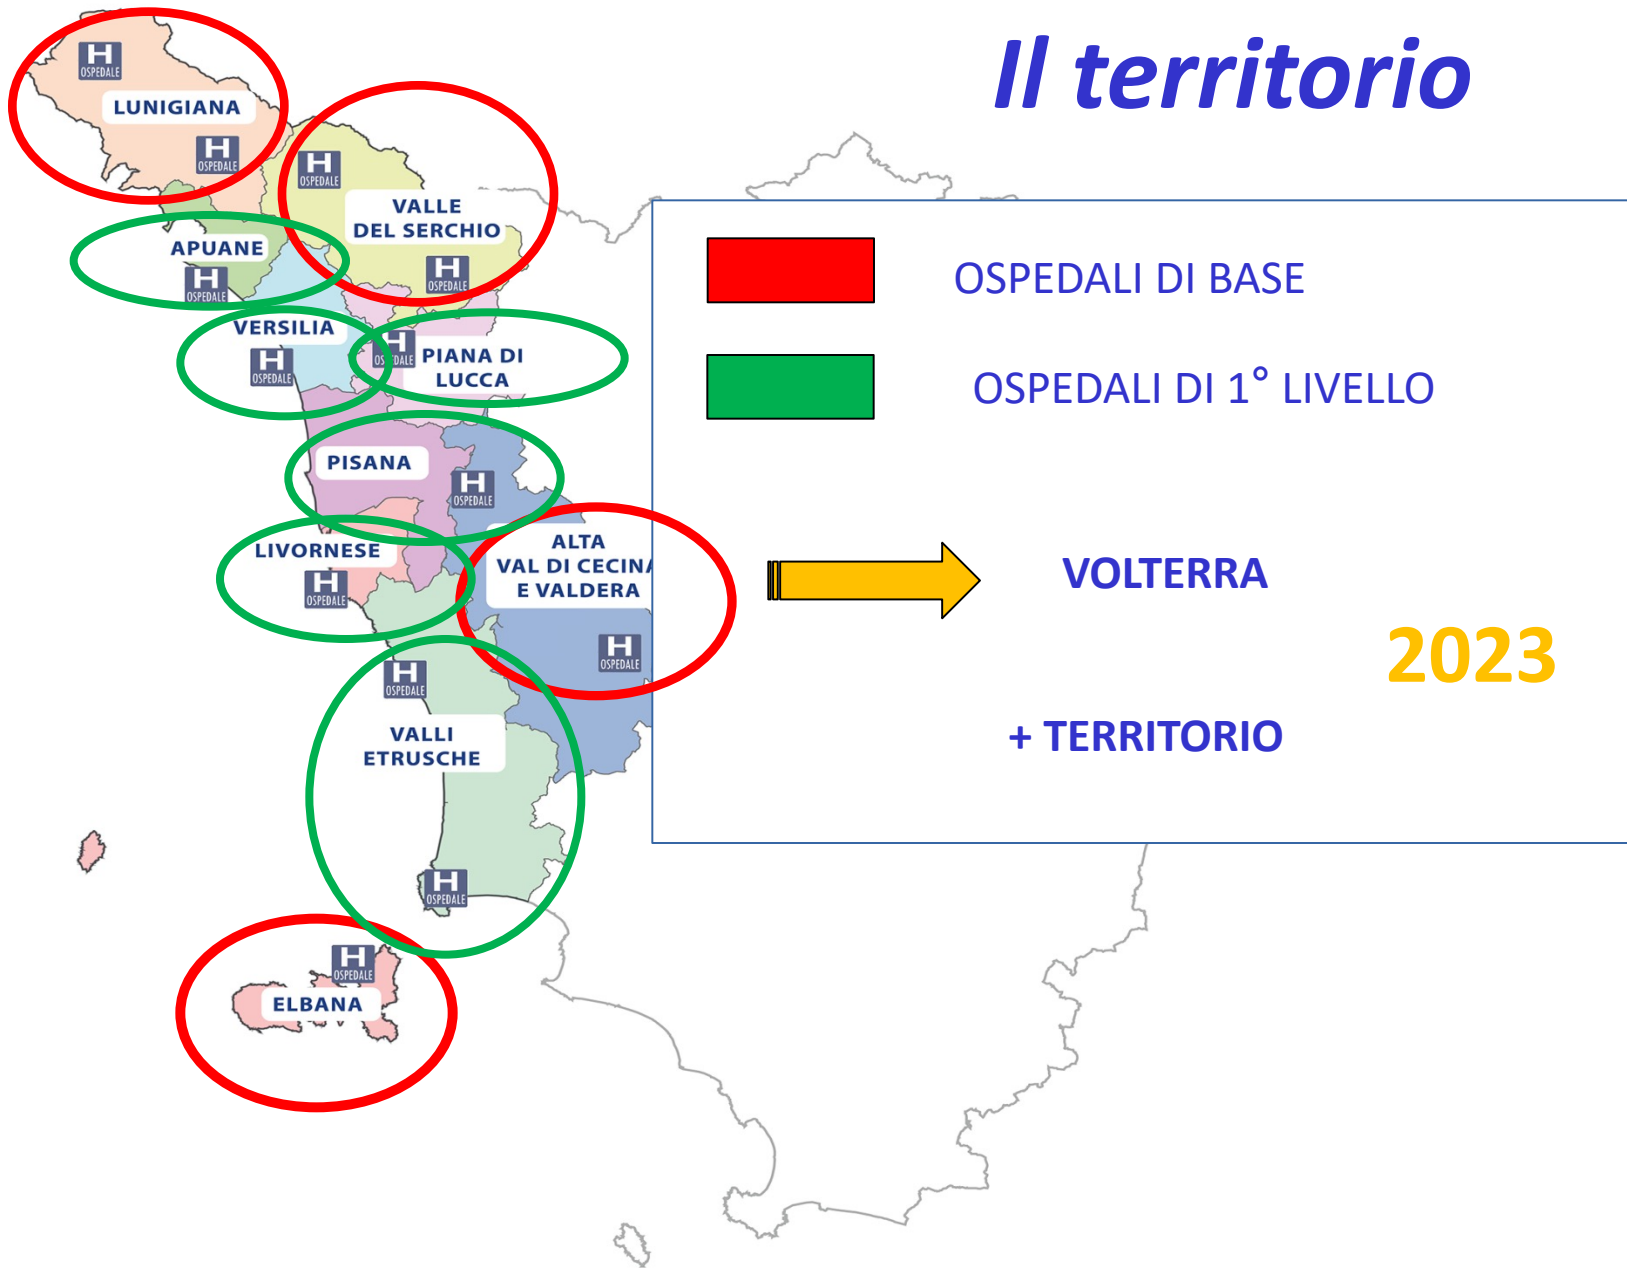 Il territorio
H
OSPEDALE
LUNIGIANA
H
OSPEDALE
H
OSPEDALE
VALLE
DEL SERCHIO
H
OSPEDALE
APUANE
H
OSPEDALE
VERSILIA
H
OSPEDALE
H
OSPEDALE
PIANA DI
LUCCA
PISANA
H
OSPEDALE
LIVORNESE
H
OSPEDALE
ALTA
VAL DI CECINA
E VALDERA
H
OSPEDALE
H
OSPEDALE
VALLI
ETRUSCHE
H
OSPEDALE
H
OSPEDALE
ELBANA
OSPEDALI DI BASE
OSPEDALI DI 1° LIVELLO
VOLTERRA
2023
+ TERRITORIO